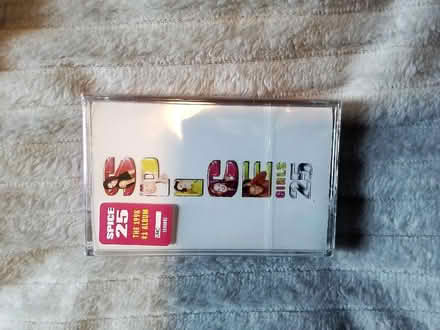 SPICE
GIRLS
25
SPICE
25
THE 1996
#1 ALBUM